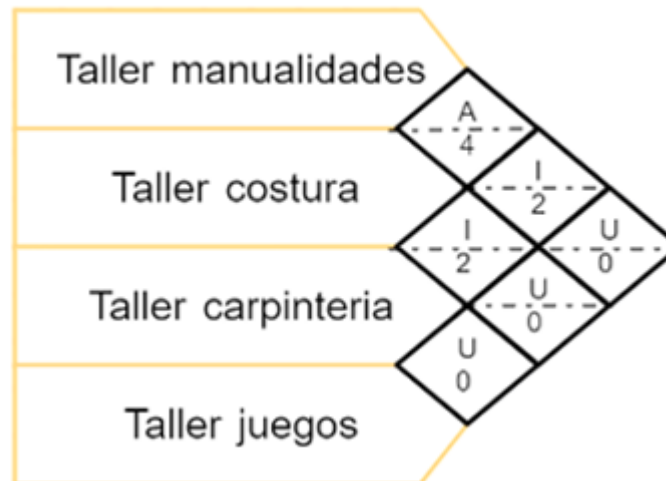 Taller manualidades
A
4
I
2
Taller costura
I
2
U
0
Taller carpinteria
U
0
U
0
Taller juegos